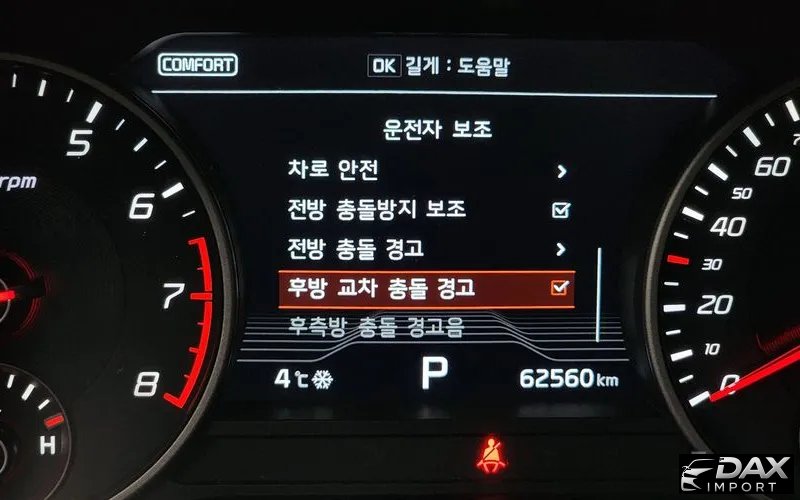 COMFORT
OK 길게 : 도움말
운전자 보조
차로 안전
전방 충돌방지 보조
전방 충돌 경고
후방 교차 충돌 경고
후측방 충돌 경고음
4℃ P 62560 km
rpm
5
6
7
8
H
60
50
40
30
20
10
0
DAX
IMPORT